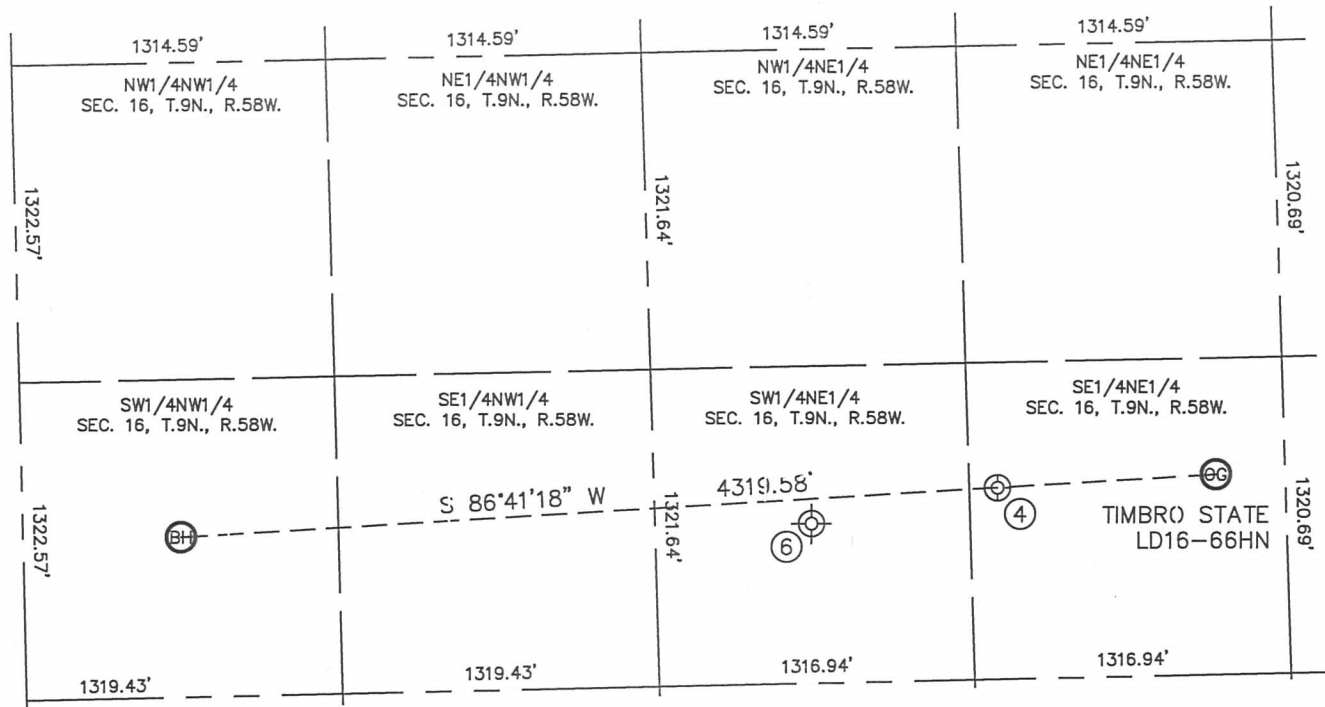 1314.59'
1314.59'
1314.59'
1314.59'
NW1/4NW1/4
SEC. 16, T.9N., R.58W.
NE1/4NW1/4
SEC. 16, T.9N., R.58W.
NW1/4NE1/4
SEC. 16, T.9N., R.58W.
NE1/4NE1/4
SEC. 16, T.9N., R.58W.
1322.57'
1321.64'
1320.69'
SW1/4NW1/4
SEC. 16, T.9N., R.58W.
SE1/4NW1/4
SEC. 16, T.9N., R.58W.
SW1/4NE1/4
SEC. 16, T.9N., R.58W.
SE1/4NE1/4
SEC. 16, T.9N., R.58W.
1322.57'
BH
S 86°41'18" W
1321.64'
4319.58'
6
4
OG
TIMBRO STATE
LD16-66HN
1320.69'
1319.43'
1319.43'
1316.94'
1316.94'